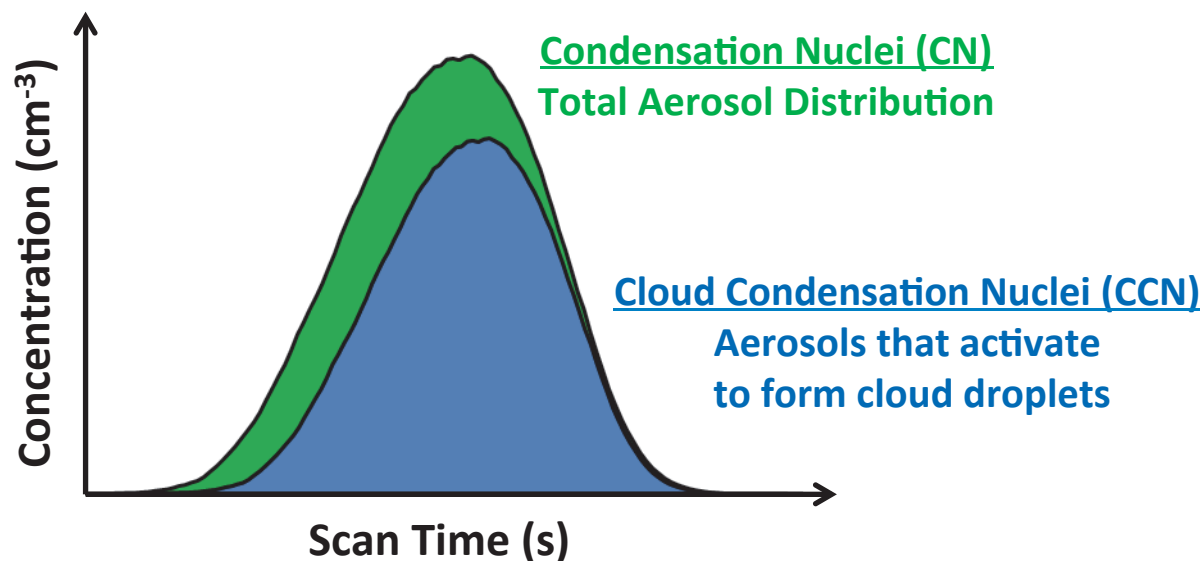 Concentration (cm-3)
Condensation Nuclei (CN)
Total Aerosol Distribution
Cloud Condensation Nuclei (CCN)
Aerosols that activate
to form cloud droplets
Scan Time (s)